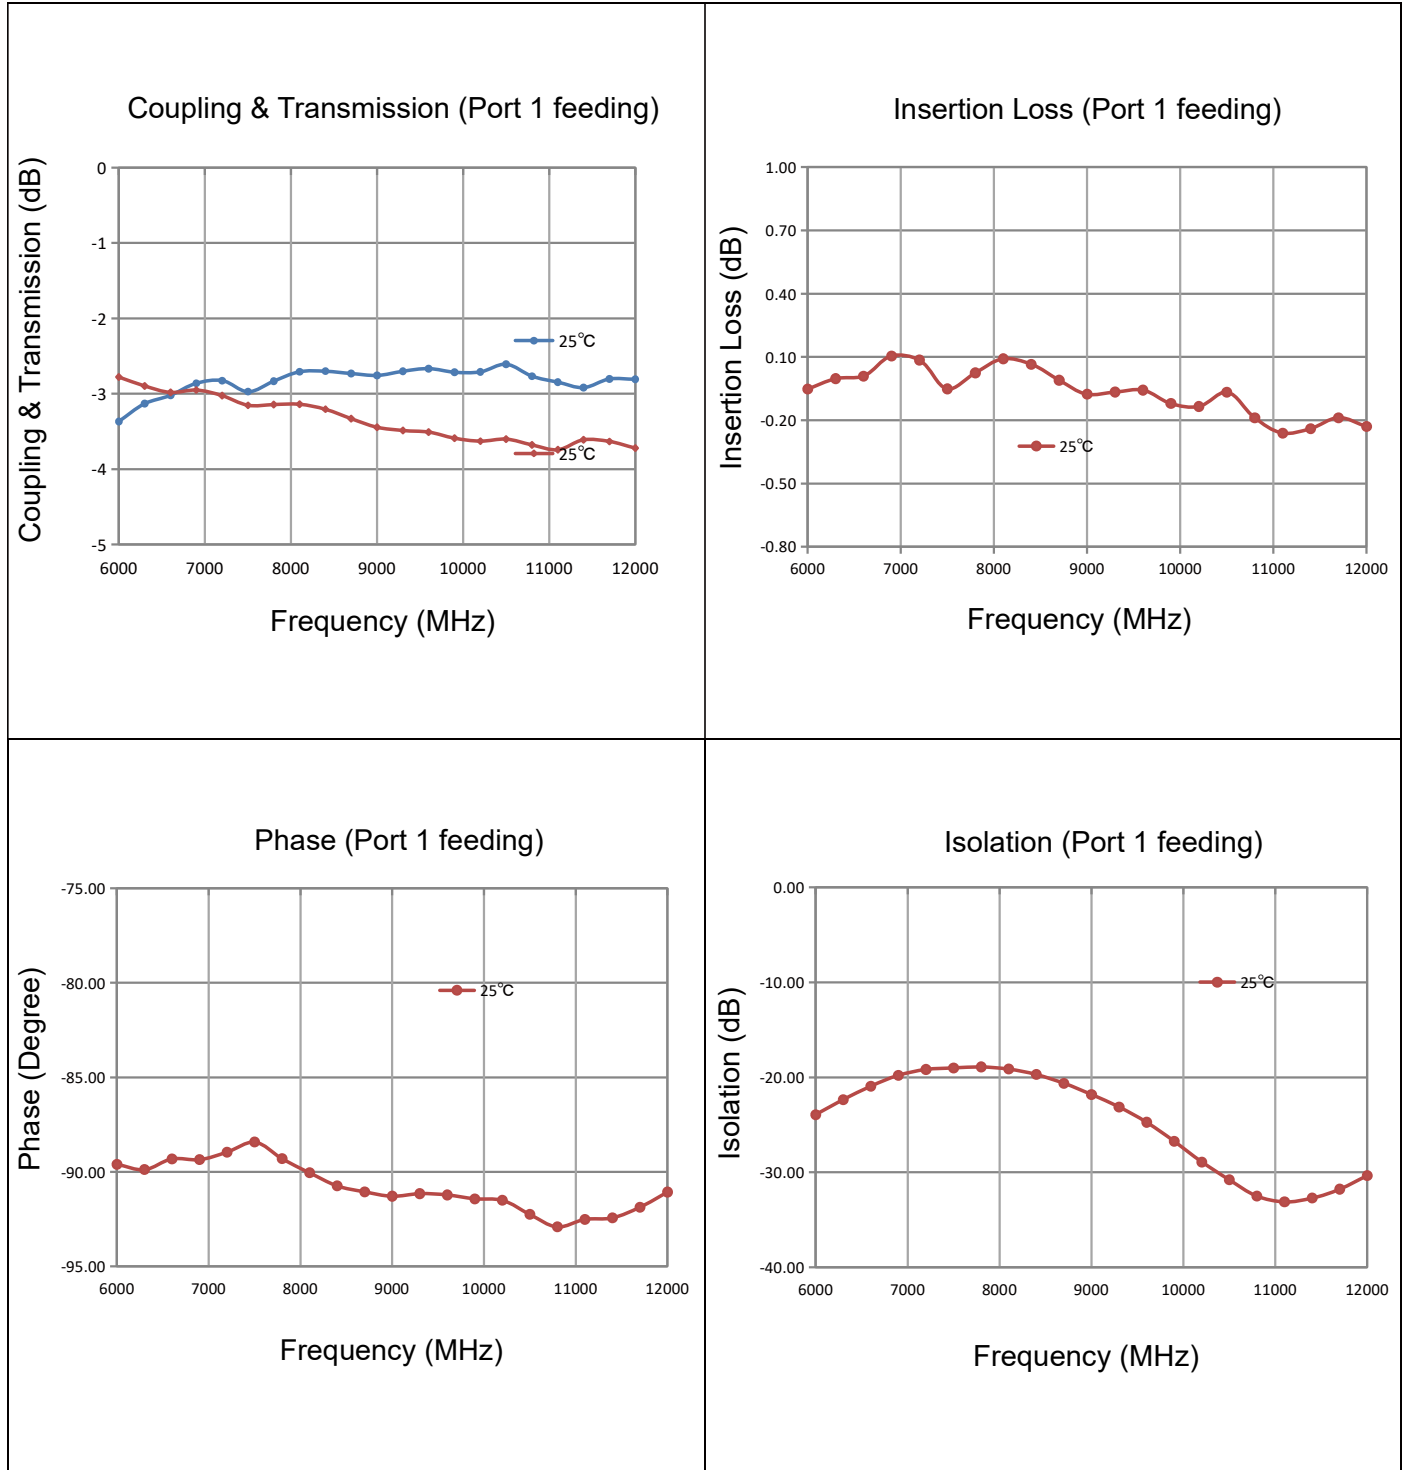 Coupling & Transmission (Port 1 feeding)
Coupling & Transmission (dB)
0
-1
-2
-3
-4
-5
25℃
25℃
6000 7000 8000 9000 10000 11000 12000
Frequency (MHz)
Insertion Loss (Port 1 feeding)
Insertion Loss (dB)
1.00
0.70
0.40
0.10
-0.20
-0.50
-0.80
25℃
6000 7000 8000 9000 10000 11000 12000
Frequency (MHz)
Phase (Port 1 feeding)
Phase (Degree)
-75.00
-80.00
-85.00
-90.00
-95.00
25℃
6000 7000 8000 9000 10000 11000 12000
Frequency (MHz)
Isolation (Port 1 feeding)
Isolation (dB)
0.00
-10.00
-20.00
-30.00
-40.00
25℃
6000 7000 8000 9000 10000 11000 12000
Frequency (MHz)